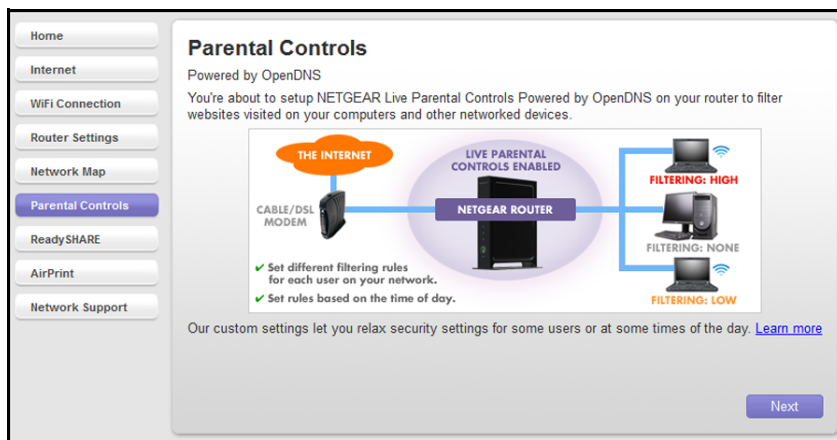 Home
Internet
WiFi Connection
Router Settings
Network Map
Parental Controls
ReadySHARE
AirPrint
Network Support
Parental Controls
Powered by OpenDNS
You're about to setup NETGEAR Live Parental Controls Powered by OpenDNS on your router to filter
websites visited on your computers and other networked devices.
THE INTERNET
CABLE/DSL
MODEM
LIVE PARENTAL
CONTROLS ENABLED
NETGEAR ROUTER
FILTERING: HIGH
FILTERING: NONE
FILTERING: LOW
✔ Set different filtering rules
for each user on your network.
✔ Set rules based on the time of day.
Our custom settings let you relax security settings for some users or at some times of the day. Learn more
Next